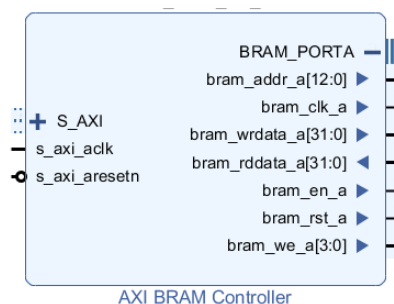 BRAM_PORTA
bram_addr_a[12:0]
bram_clk_a
S_AXI
bram_wrdata_a[31:0]
s_axi_aclk
bram_rddata_a[31:0]
s_axi_aresetn
bram_en_a
bram_rst_a
bram_we_a[3:0]
AXI BRAM Controller